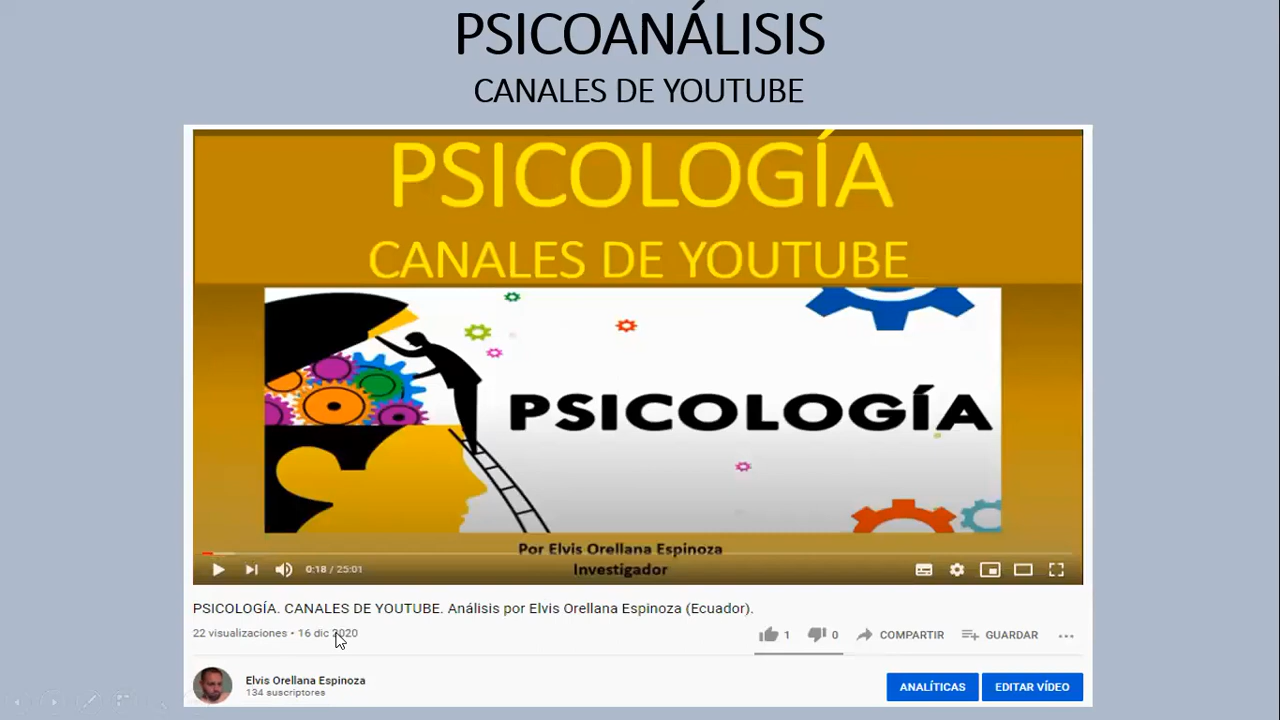 PSICOANÁLISIS
CANALES DE YOUTUBE
PSICOLOGÍA
CANALES DE YOUTUBE
PSICOLOGÍA
Por Elvis Orellana Espinoza
Investigador
0:18 / 25:01
PSICOLOGÍA. CANALES DE YOUTUBE. Análisis por Elvis Orellana Espinoza (Ecuador).
22 visualizaciones • 16 dic 2020
1 0 COMPARTIR GUARDAR
Elvis Orellana Espinoza
134 suscriptores
ANALÍTICAS EDITAR VÍDEO